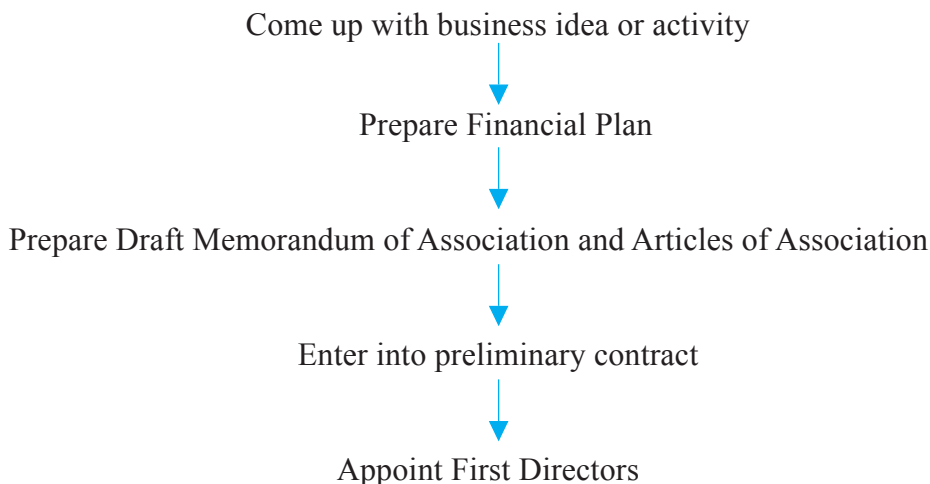 Come up with business idea or activity
Prepare Financial Plan
Prepare Draft Memorandum of Association and Articles of Association
Enter into preliminary contract
Appoint First Directors